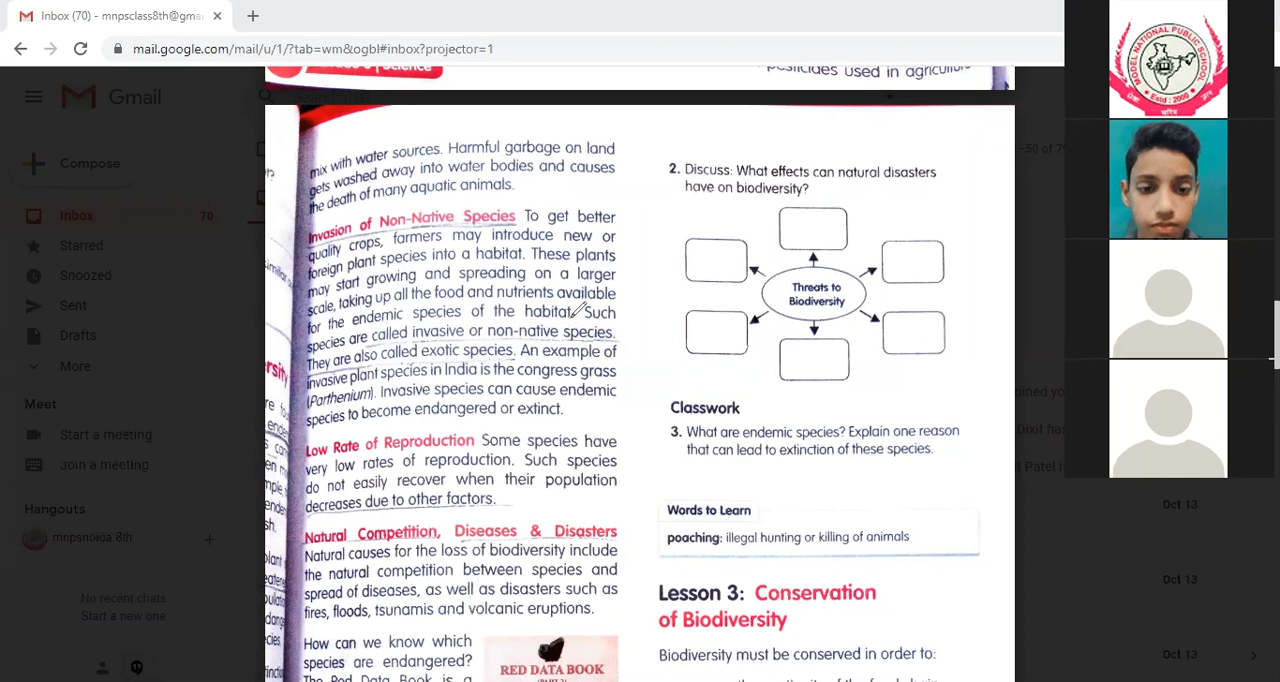 Inbox (70) - mnpsclass8th@gma
mail.google.com/mail/u/1/?tab=wm&ogbl#inbox?projector=1
Gmail
Compose
Inbox 70
Starred
Snoozed
Sent
Drafts
More
Meet
Start a meeting
Join a meeting
Hangouts
mnpsnoida 8th
No recent chats
Start a new one
Science
pesticides used in agriculture
mix with water sources. Harmful garbage on land
gets washed away into water bodies and causes
the death of many aquatic animals.
Invasion of Non-Native Species To get better
quality crops, farmers may introduce new or
foreign plant species into a habitat. These plants
may start growing and spreading on a larger
scale, taking up all the food and nutrients available
for the endemic species of the habitat. Such
species are called invasive or non-native species.
They are also called exotic species. An example of
invasive plant species in India is the congress grass
(Parthenium). Invasive species can cause endemic
species to become endangered or extinct.
Low Rate of Reproduction Some species have
very low rates of reproduction. Such species
do not easily recover when their population
decreases due to other factors.
Natural Competition, Diseases & Disasters
Natural causes for the loss of biodiversity include
the natural competition between species and
spread of diseases, as well as disasters such as
fires, floods, tsunamis and volcanic eruptions.
How can we know which
species are endangered?
The Red Data Book is a
RED DATA BOOK
2. Discuss: What effects can natural disasters
have on biodiversity?
Threats to
Biodiversity
Classwork
3. What are endemic species? Explain one reason
that can lead to extinction of these species.
Words to Learn
poaching: illegal hunting or killing of animals
Lesson 3: Conservation
of Biodiversity
Biodiversity must be conserved in order to:
MODEL NATIONAL PUBLIC SCHOOL
Estd : 2009
Oct 13
Oct 13
Oct 13